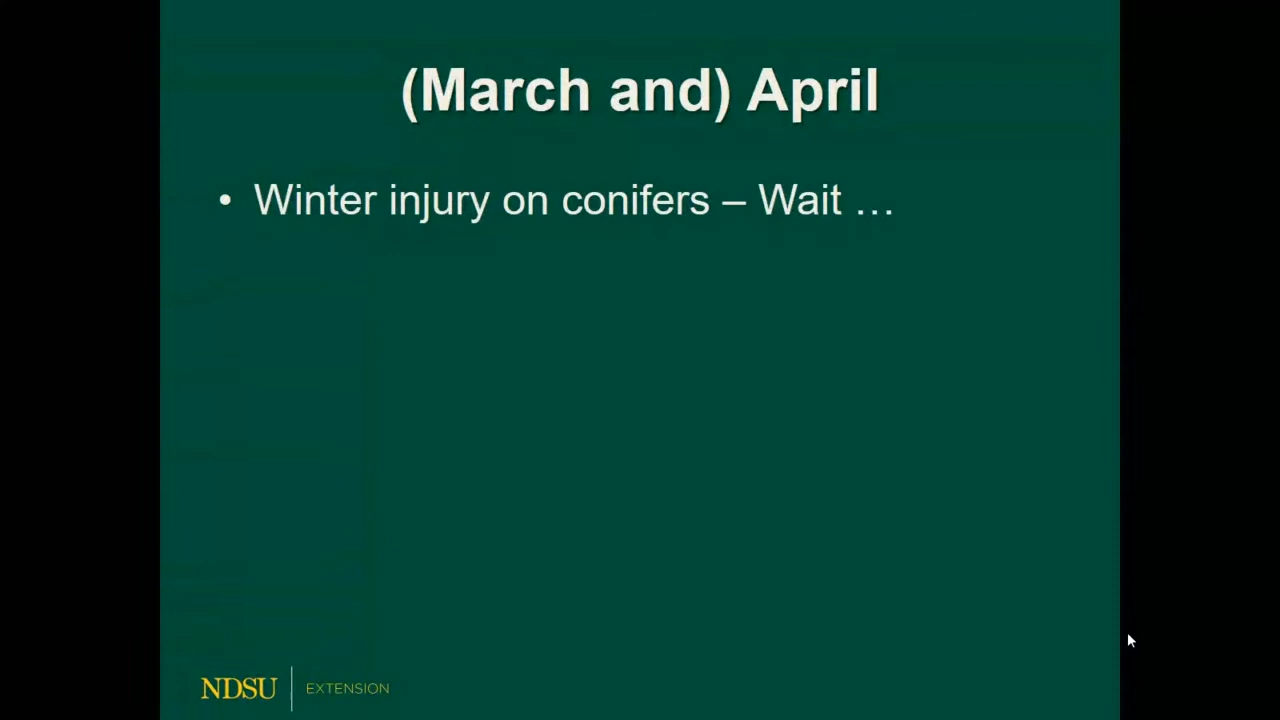 (March and) April
• Winter injury on conifers – Wait …
NDSU EXTENSION